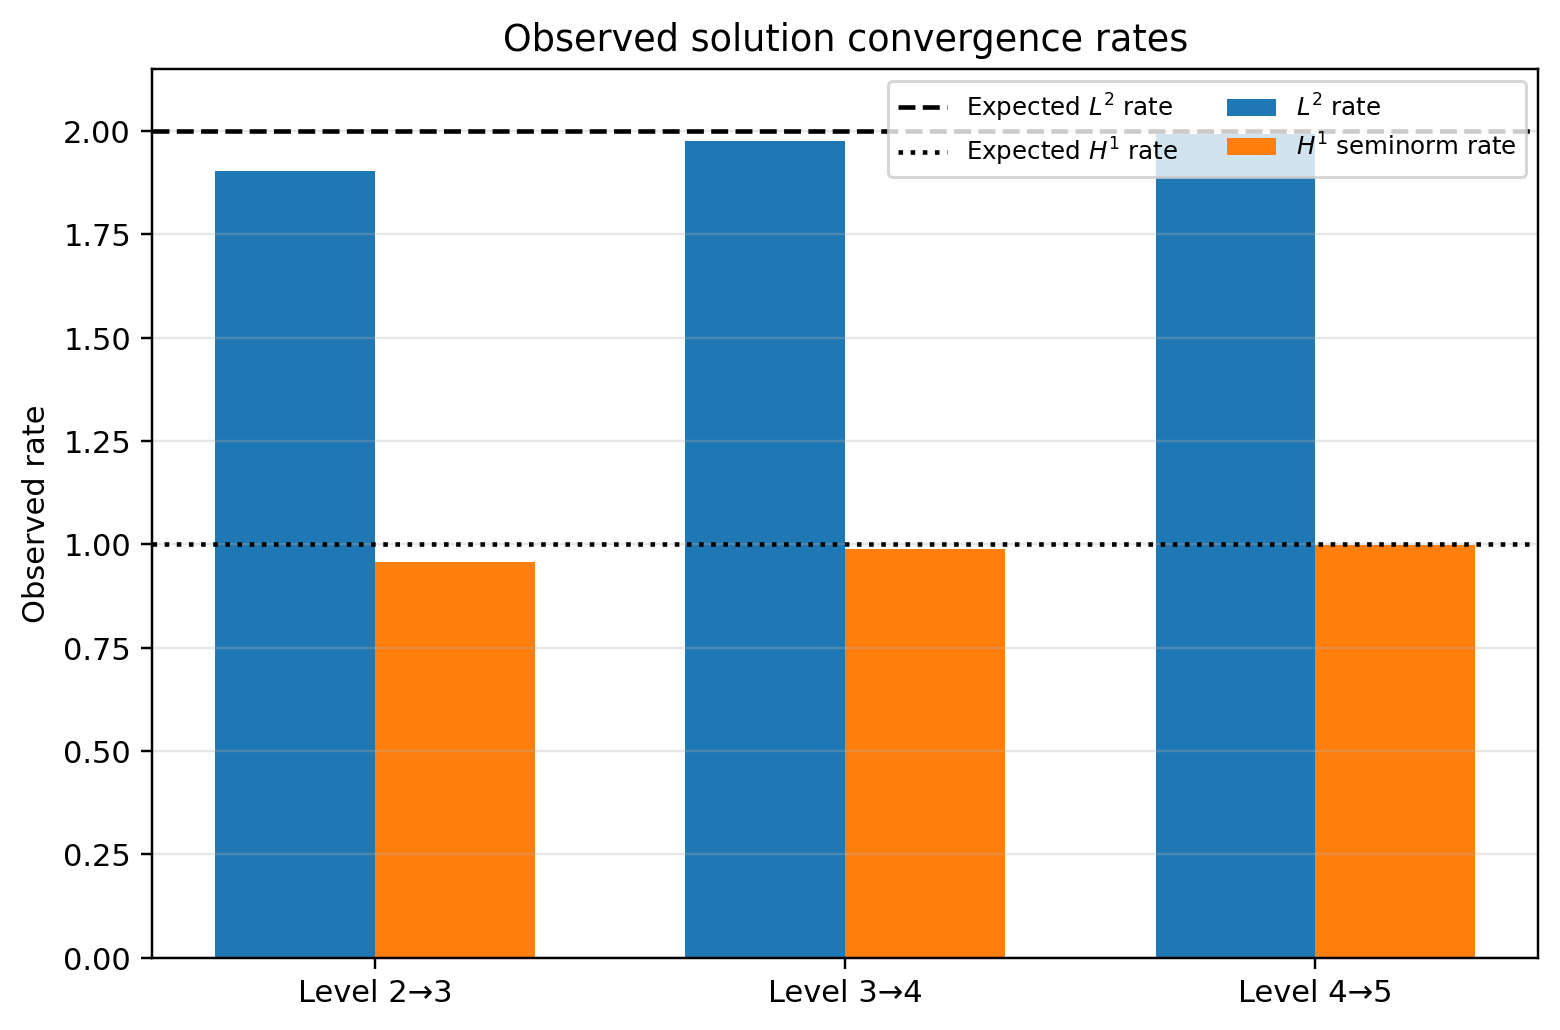 Observed solution convergence rates
Expected L² rate
Expected H¹ rate
L² rate
H¹ seminorm rate
Observed rate
2.00
1.75
1.50
1.25
1.00
0.75
0.50
0.25
0.00
Level 2→3
Level 3→4
Level 4→5